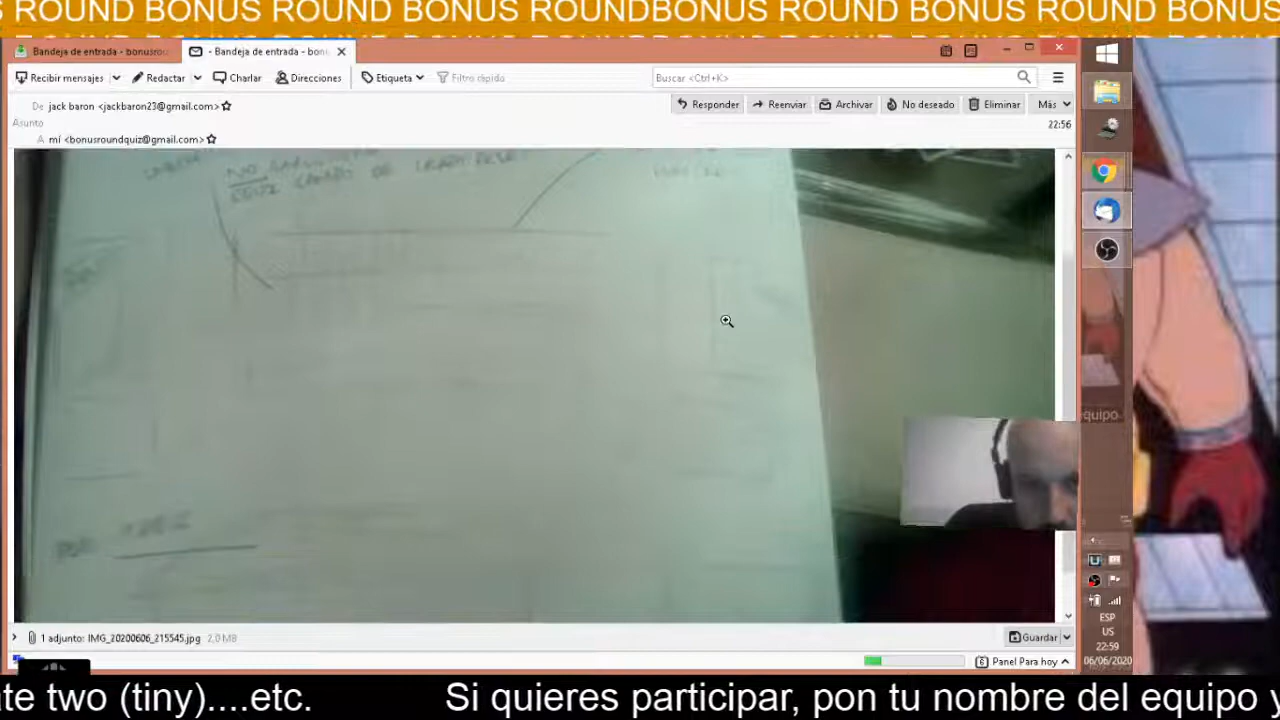 S ROUND BONUS ROUND BONUS ROUNDBONUS ROUND BONUS ROUND BONUS
Bandeja de entrada - bonusrou
- Bandeja de entrada - bon
Recibir mensajes
Redactar
Charlar
Direcciones
Etiqueta
Filtro rápido
Buscar <Ctrl+K>
De jack baron <jackbaron23@gmail.com>
Responder
Reenviar
Archivar
No deseado
Eliminar
Más
Asunto
22:56
A mí <bonusroundquiz@gmail.com>
equipo
1 adjunto: IMG_20200606_215545.jpg 2,0 MB
Guardar
Panel Para hoy
ESP
US
22:59
06/06/2020
te two (tiny)....etc. Si quieres participar, pon tu nombre del equipo y